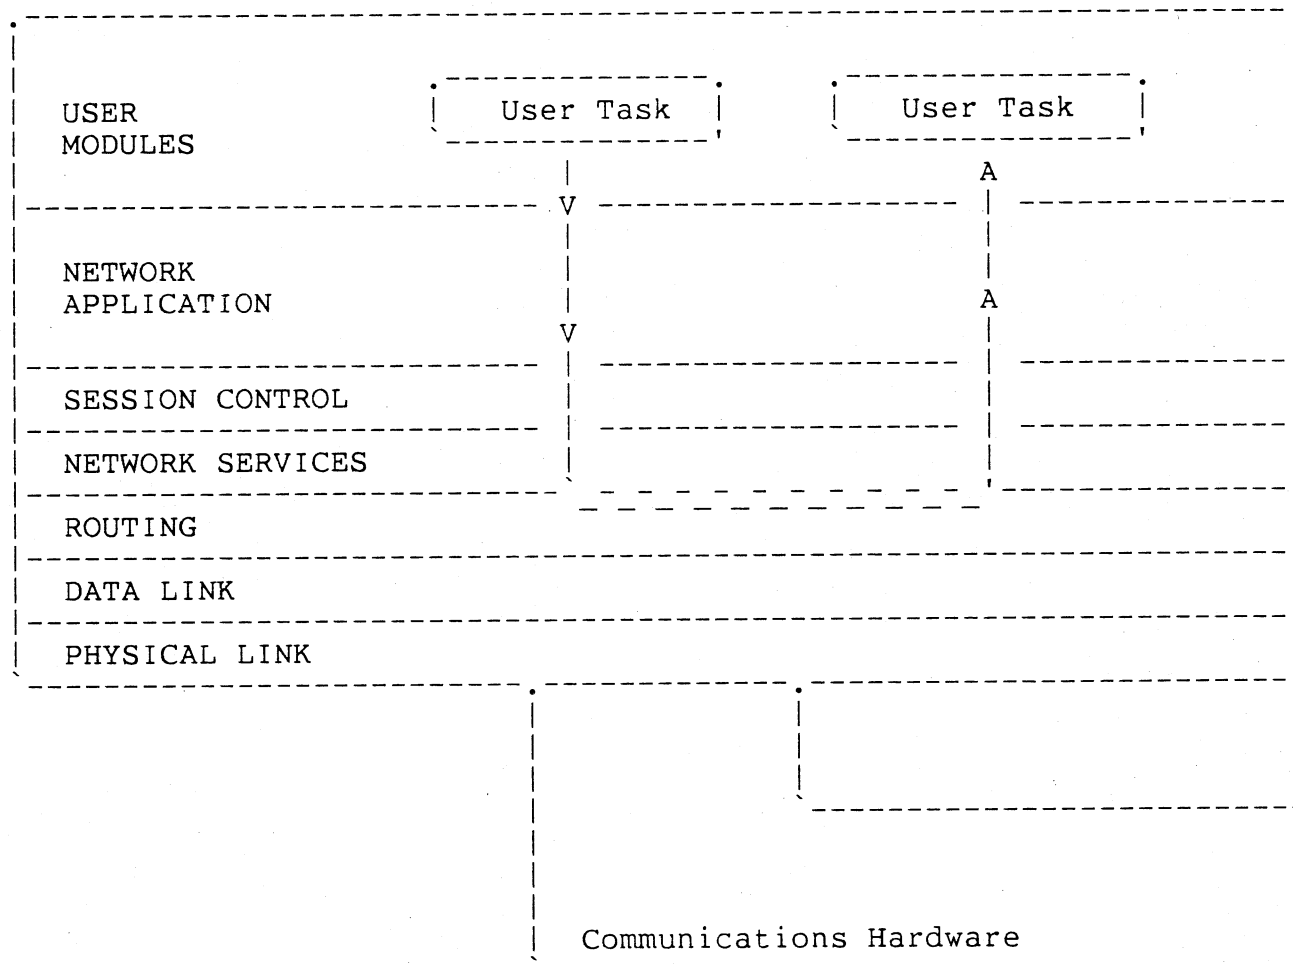 User Task User Task
USER
MODULES
A
V
NETWORK
APPLICATION
A
V
SESSION CONTROL
NETWORK SERVICES
ROUTING
DATA LINK
PHYSICAL LINK
Communications Hardware